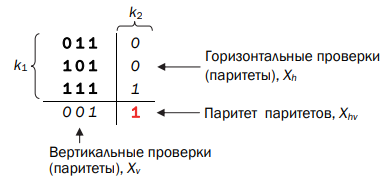 k2
0 1 1 0
k1 1 0 1 0 Горизонтальные проверки
(паритеты), Xh
1 1 1 1
0 0 1 1 Паритет паритетов, Xhv
Вертикальные проверки
(паритеты), Xv